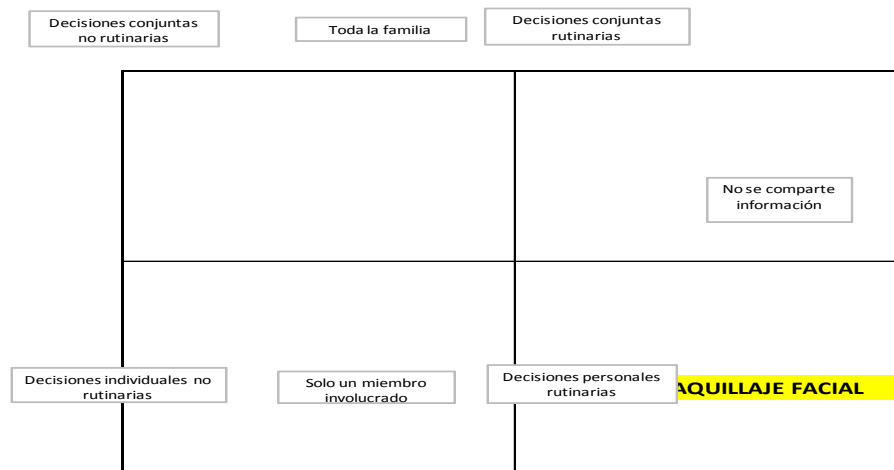 Decisiones conjuntas
no rutinarias
Toda la familia
Decisiones conjuntas
rutinarias
No se comparte
información
Decisiones individuales no
rutinarias
Solo un miembro
involucrado
Decisiones personales
rutinarias
AQUILLAJE FACIAL